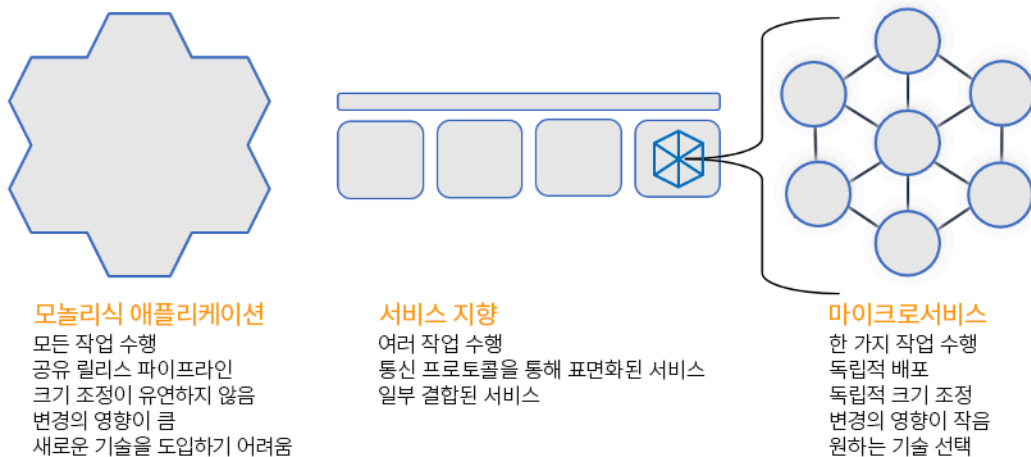 모놀리식 애플리케이션
모든 작업 수행
공유 릴리스 파이프라인
크기 조정이 유연하지 않음
변경의 영향이 큼
새로운 기술을 도입하기 어려움
서비스 지향
여러 작업 수행
통신 프로토콜을 통해 표면화된 서비스
일부 결합된 서비스
마이크로서비스
한 가지 작업 수행
독립적 배포
독립적 크기 조정
변경의 영향이 작음
원하는 기술 선택